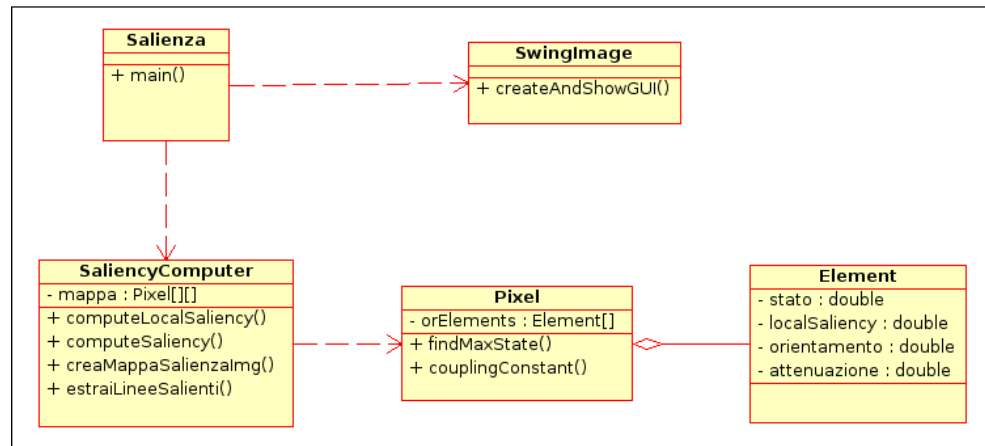 Salienza
+ main()
SwingImage
+ createAndShowGUI()
SaliencyComputer
- mappa : Pixel[][]
+ computeLocalSaliency()
+ computeSaliency()
+ creaMappaSalienzaImg()
+ estraiLineeSalienti()
Pixel
- orElements : Element[]
+ findMaxState()
+ couplingConstant()
Element
- stato : double
- localSaliency : double
- orientamento : double
- attenuazione : double